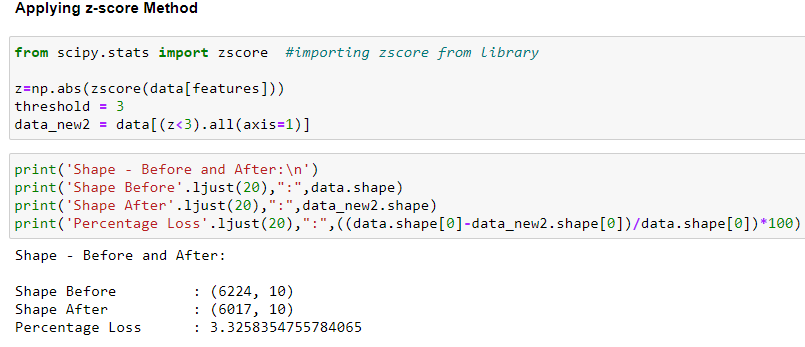 Applying z-score Method
from scipy.stats import zscore  #importing zscore from library
z=np.abs(zscore(data[features]))
threshold = 3
data_new2 = data[(z<3).all(axis=1)]
print('Shape - Before and After:\n')
print('Shape Before'.ljust(20),":",data.shape)
print('Shape After'.ljust(20),":",data_new2.shape)
print('Percentage Loss'.ljust(20),":",((data.shape[0]-data_new2.shape[0])/data.shape[0])*100)
Shape - Before and After:
Shape Before         : (6224, 10)
Shape After          : (6017, 10)
Percentage Loss      : 3.3258354755784065